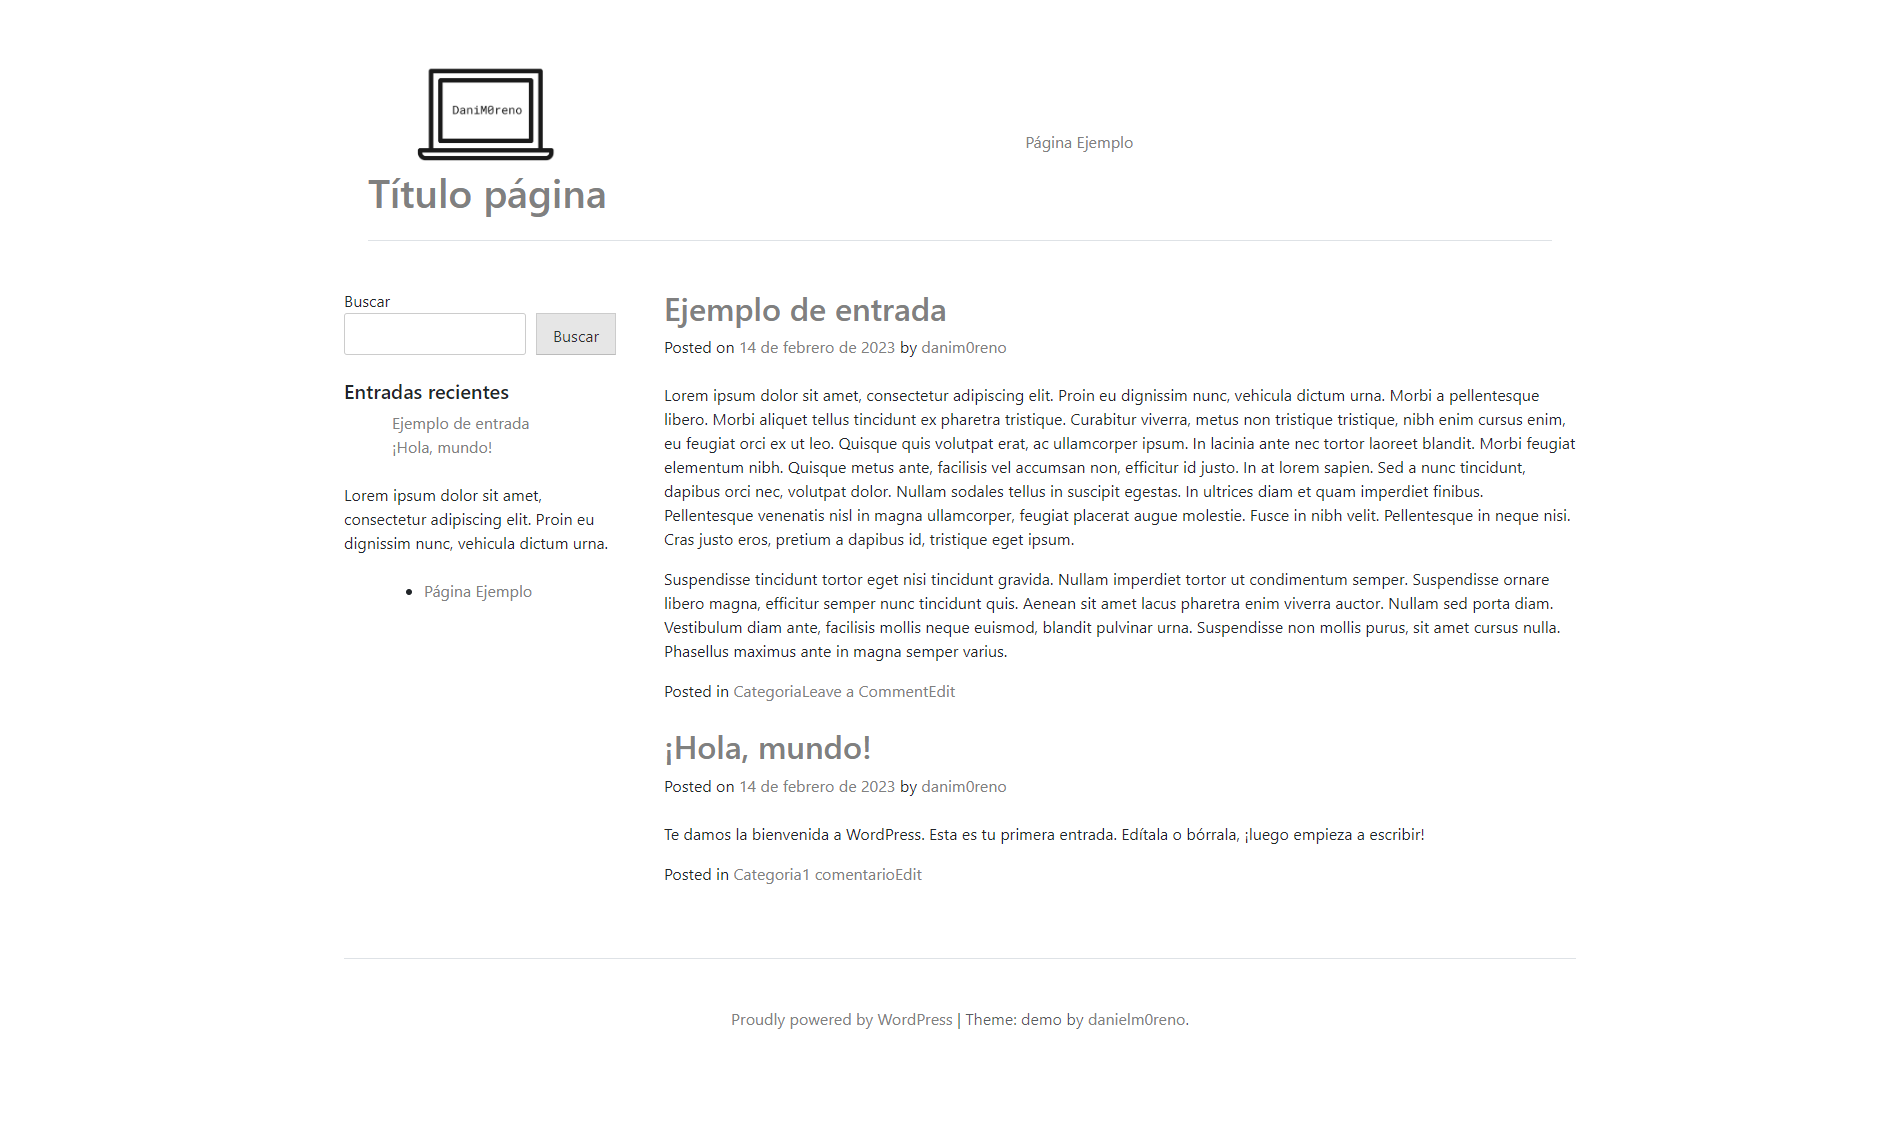 DaniM0reno
Título página
Página Ejemplo
Buscar
Buscar
Entradas recientes
Ejemplo de entrada
¡Hola, mundo!
Lorem ipsum dolor sit amet,
consectetur adipiscing elit. Proin eu
dignissim nunc, vehicula dictum urna.
Página Ejemplo
Ejemplo de entrada
Posted on 14 de febrero de 2023 by danim0reno
Lorem ipsum dolor sit amet, consectetur adipiscing elit. Proin eu dignissim nunc, vehicula dictum urna. Morbi a pellentesque
libero. Morbi aliquet tellus tincidunt ex pharetra tristique. Curabitur viverra, metus non tristique tristique, nibh enim cursus enim,
eu feugiat orci ex ut leo. Quisque quis volutpat erat, ac ullamcorper ipsum. In lacinia ante nec tortor laoreet blandit. Morbi feugiat
elementum nibh. Quisque metus ante, facilisis vel accumsan non, efficitur id justo. In at lorem sapien. Sed a nunc tincidunt,
dapibus orci nec, volutpat dolor. Nullam sodales tellus in suscipit egestas. In ultrices diam et quam imperdiet finibus.
Pellentesque venenatis nisl in magna ullamcorper, feugiat placerat augue molestie. Fusce in nibh velit. Pellentesque in neque nisi.
Cras justo eros, pretium a dapibus id, tristique eget ipsum.
Suspendisse tincidunt tortor eget nisi tincidunt gravida. Nullam imperdiet tortor ut condimentum semper. Suspendisse ornare
libero magna, efficitur semper nunc tincidunt quis. Aenean sit amet lacus pharetra enim viverra auctor. Nullam sed porta diam.
Vestibulum diam ante, facilisis mollis neque euismod, blandit pulvinar urna. Suspendisse non mollis purus, sit amet cursus nulla.
Phasellus maximus ante in magna semper varius.
Posted in CategoriaLeave a CommentEdit
¡Hola, mundo!
Posted on 14 de febrero de 2023 by danim0reno
Te damos la bienvenida a WordPress. Esta es tu primera entrada. Edítala o bórrala, ¡luego empieza a escribir!
Posted in Categoria1 comentarioEdit
Proudly powered by WordPress | Theme: demo by danielm0reno.